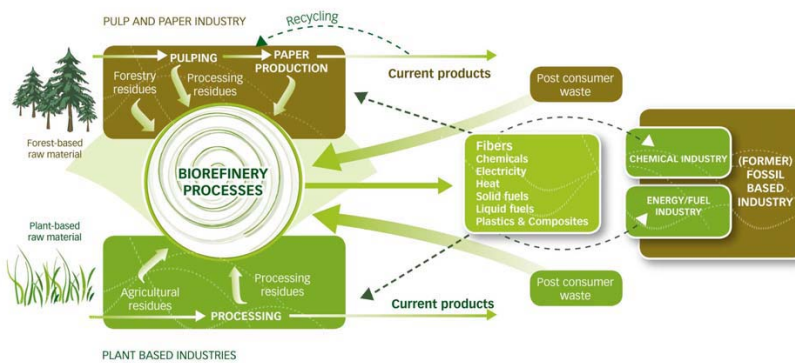 PULP AND PAPER INDUSTRY
Recycling
PULPING
PAPER
PRODUCTION
Current products
Forestry
residues
Processing
residues
Forest-based
raw material
Post consumer
waste
BIOREFINERY
PROCESSES
Fibers
Chemicals
Electricity
Heat
Solid fuels
Liquid fuels
Plastics & Composites
CHEMICAL INDUSTRY
ENERGY/FUEL
INDUSTRY
(FORMER)
FOSSIL
BASED
INDUSTRY
Plant-based
raw material
Agricultural
residues
Processing
residues
PROCESSING
Current products
Post consumer
waste
PLANT BASED INDUSTRIES